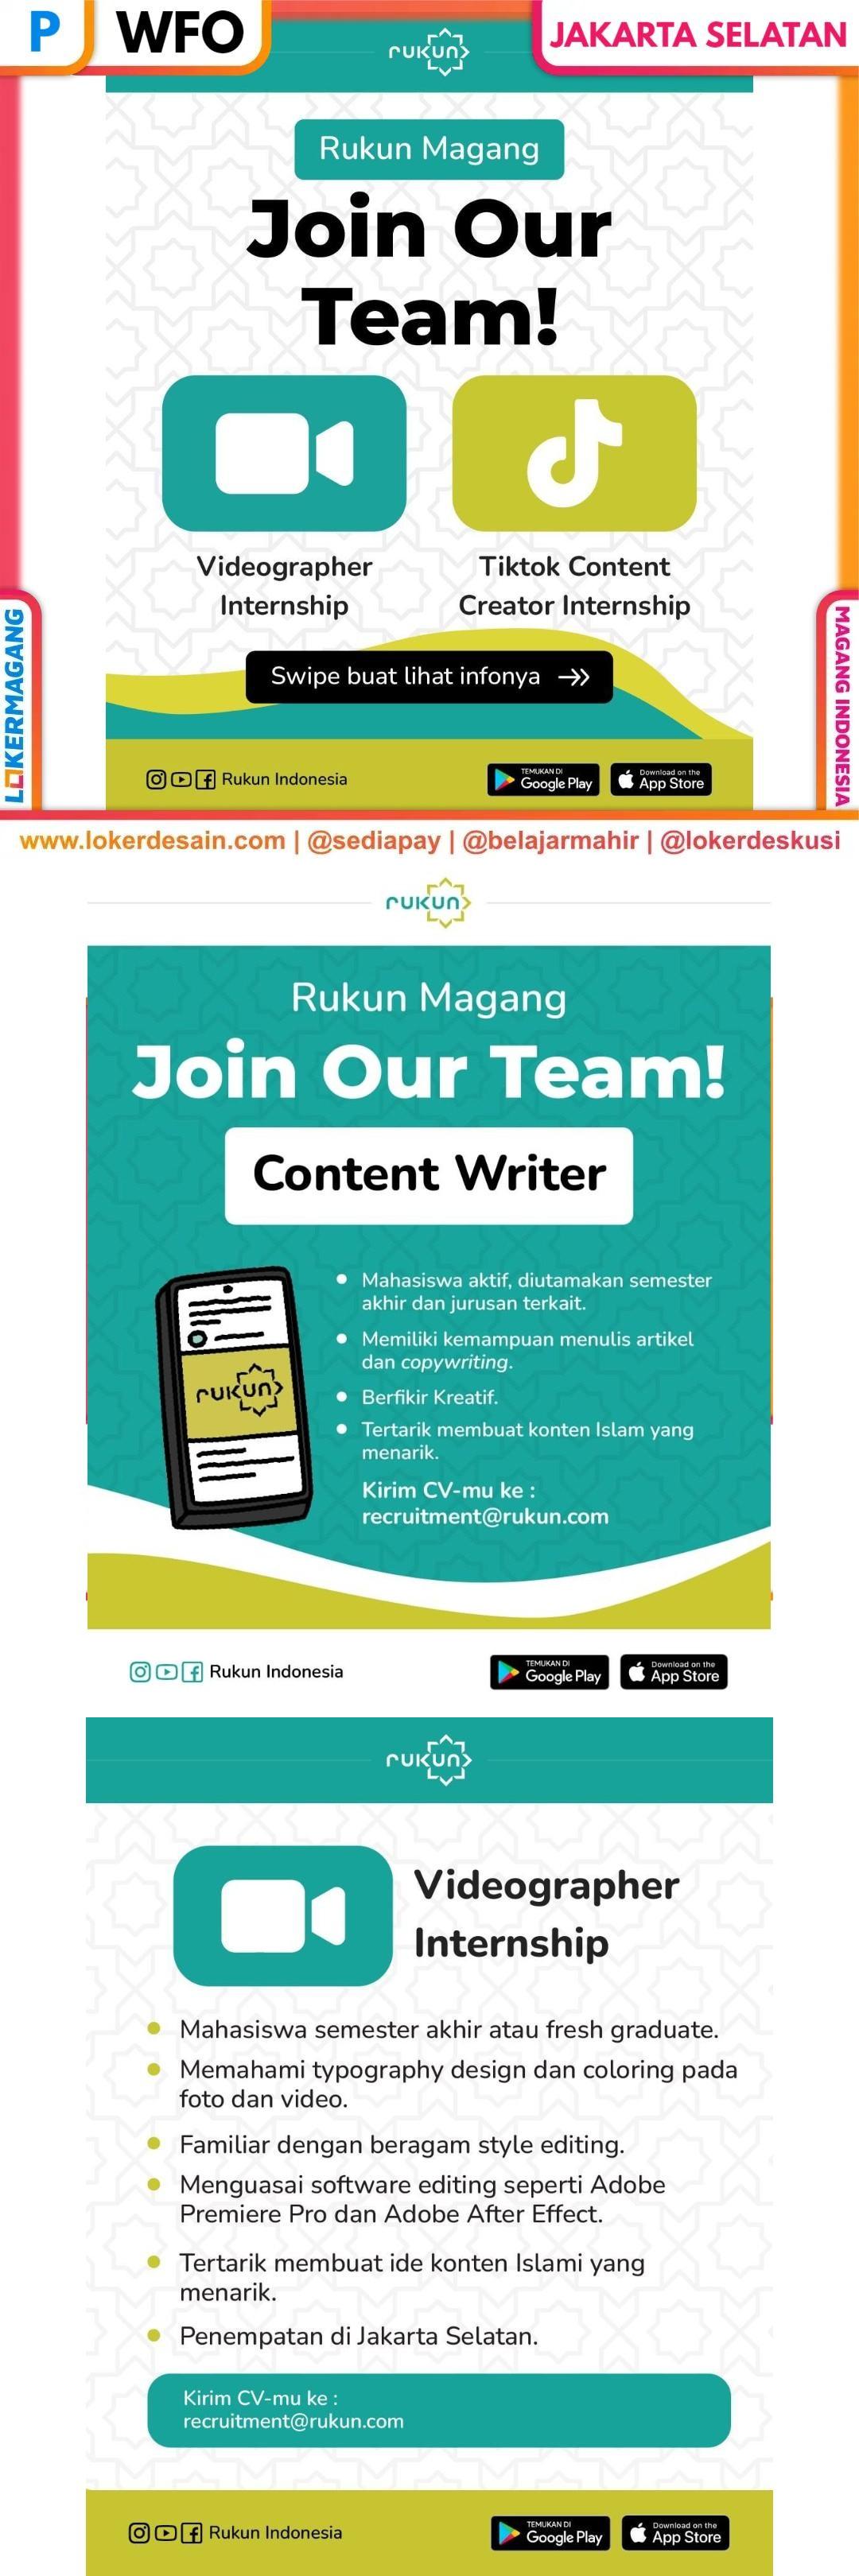 P
WFO
rukun
JAKARTA SELATAN
Rukun Magang
Join Our
Team!
Videographer
Internship
Tiktok Content
Creator Internship
Swipe buat lihat infonya
LOKERMAGANG
MAGANG INDONESIA
Rukun Indonesia
TEMUKAN DI
Google Play
Download on the
App Store
www.lokerdesain.com | @sediapay | @belajarmahir | @lokerdeskusi
rukun
Rukun Magang
Join Our Team!
Content Writer
rukun
• Mahasiswa aktif, diutamakan semester
akhir dan jurusan terkait.
• Memiliki kemampuan menulis artikel
dan copywriting.
• Berfikir Kreatif.
• Tertarik membuat konten Islam yang
menarik.
Kirim CV-mu ke :
recruitment@rukun.com
Rukun Indonesia
TEMUKAN DI
Google Play
Download on the
App Store
rukun
Videographer
Internship
• Mahasiswa semester akhir atau fresh graduate.
• Memahami typography design dan coloring pada
foto dan video.
• Familiar dengan beragam style editing.
• Menguasai software editing seperti Adobe
Premiere Pro dan Adobe After Effect.
• Tertarik membuat ide konten Islami yang
menarik.
• Penempatan di Jakarta Selatan.
Kirim CV-mu ke :
recruitment@rukun.com
Rukun Indonesia
TEMUKAN DI
Google Play
Download on the
App Store